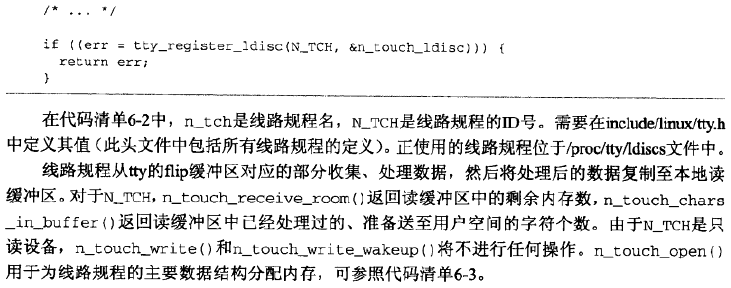 /* ... */
if ((err = tty_register_ldisc(N_TCH, &n_touch_ldisc))) {
return err;
}
在代码清单6-2中，n_tch是线路规程名，N_TCH是线路规程的ID号。需要在include/linux/tty.h
中定义其值（此头文件中包括所有线路规程的定义）。正使用的线路规程位于/proc/tty/ldiscs文件中。
线路规程从tty的flip缓冲区对应的部分收集、处理数据，然后将处理后的数据复制至本地读
缓冲区。对于N_TCH，n_touch_receive_room()返回读缓冲区中的剩余内存数，n_touch_chars
_in_buffer()返回读缓冲区中已经处理过的、准备送至用户空间的字符个数。由于N_TCH是只
读设备，n_touch_write()和n_touch_write_wakeup()将不进行任何操作。n_touch_open()
用于为线路规程的主要数据结构分配内存，可参照代码清单6-3。